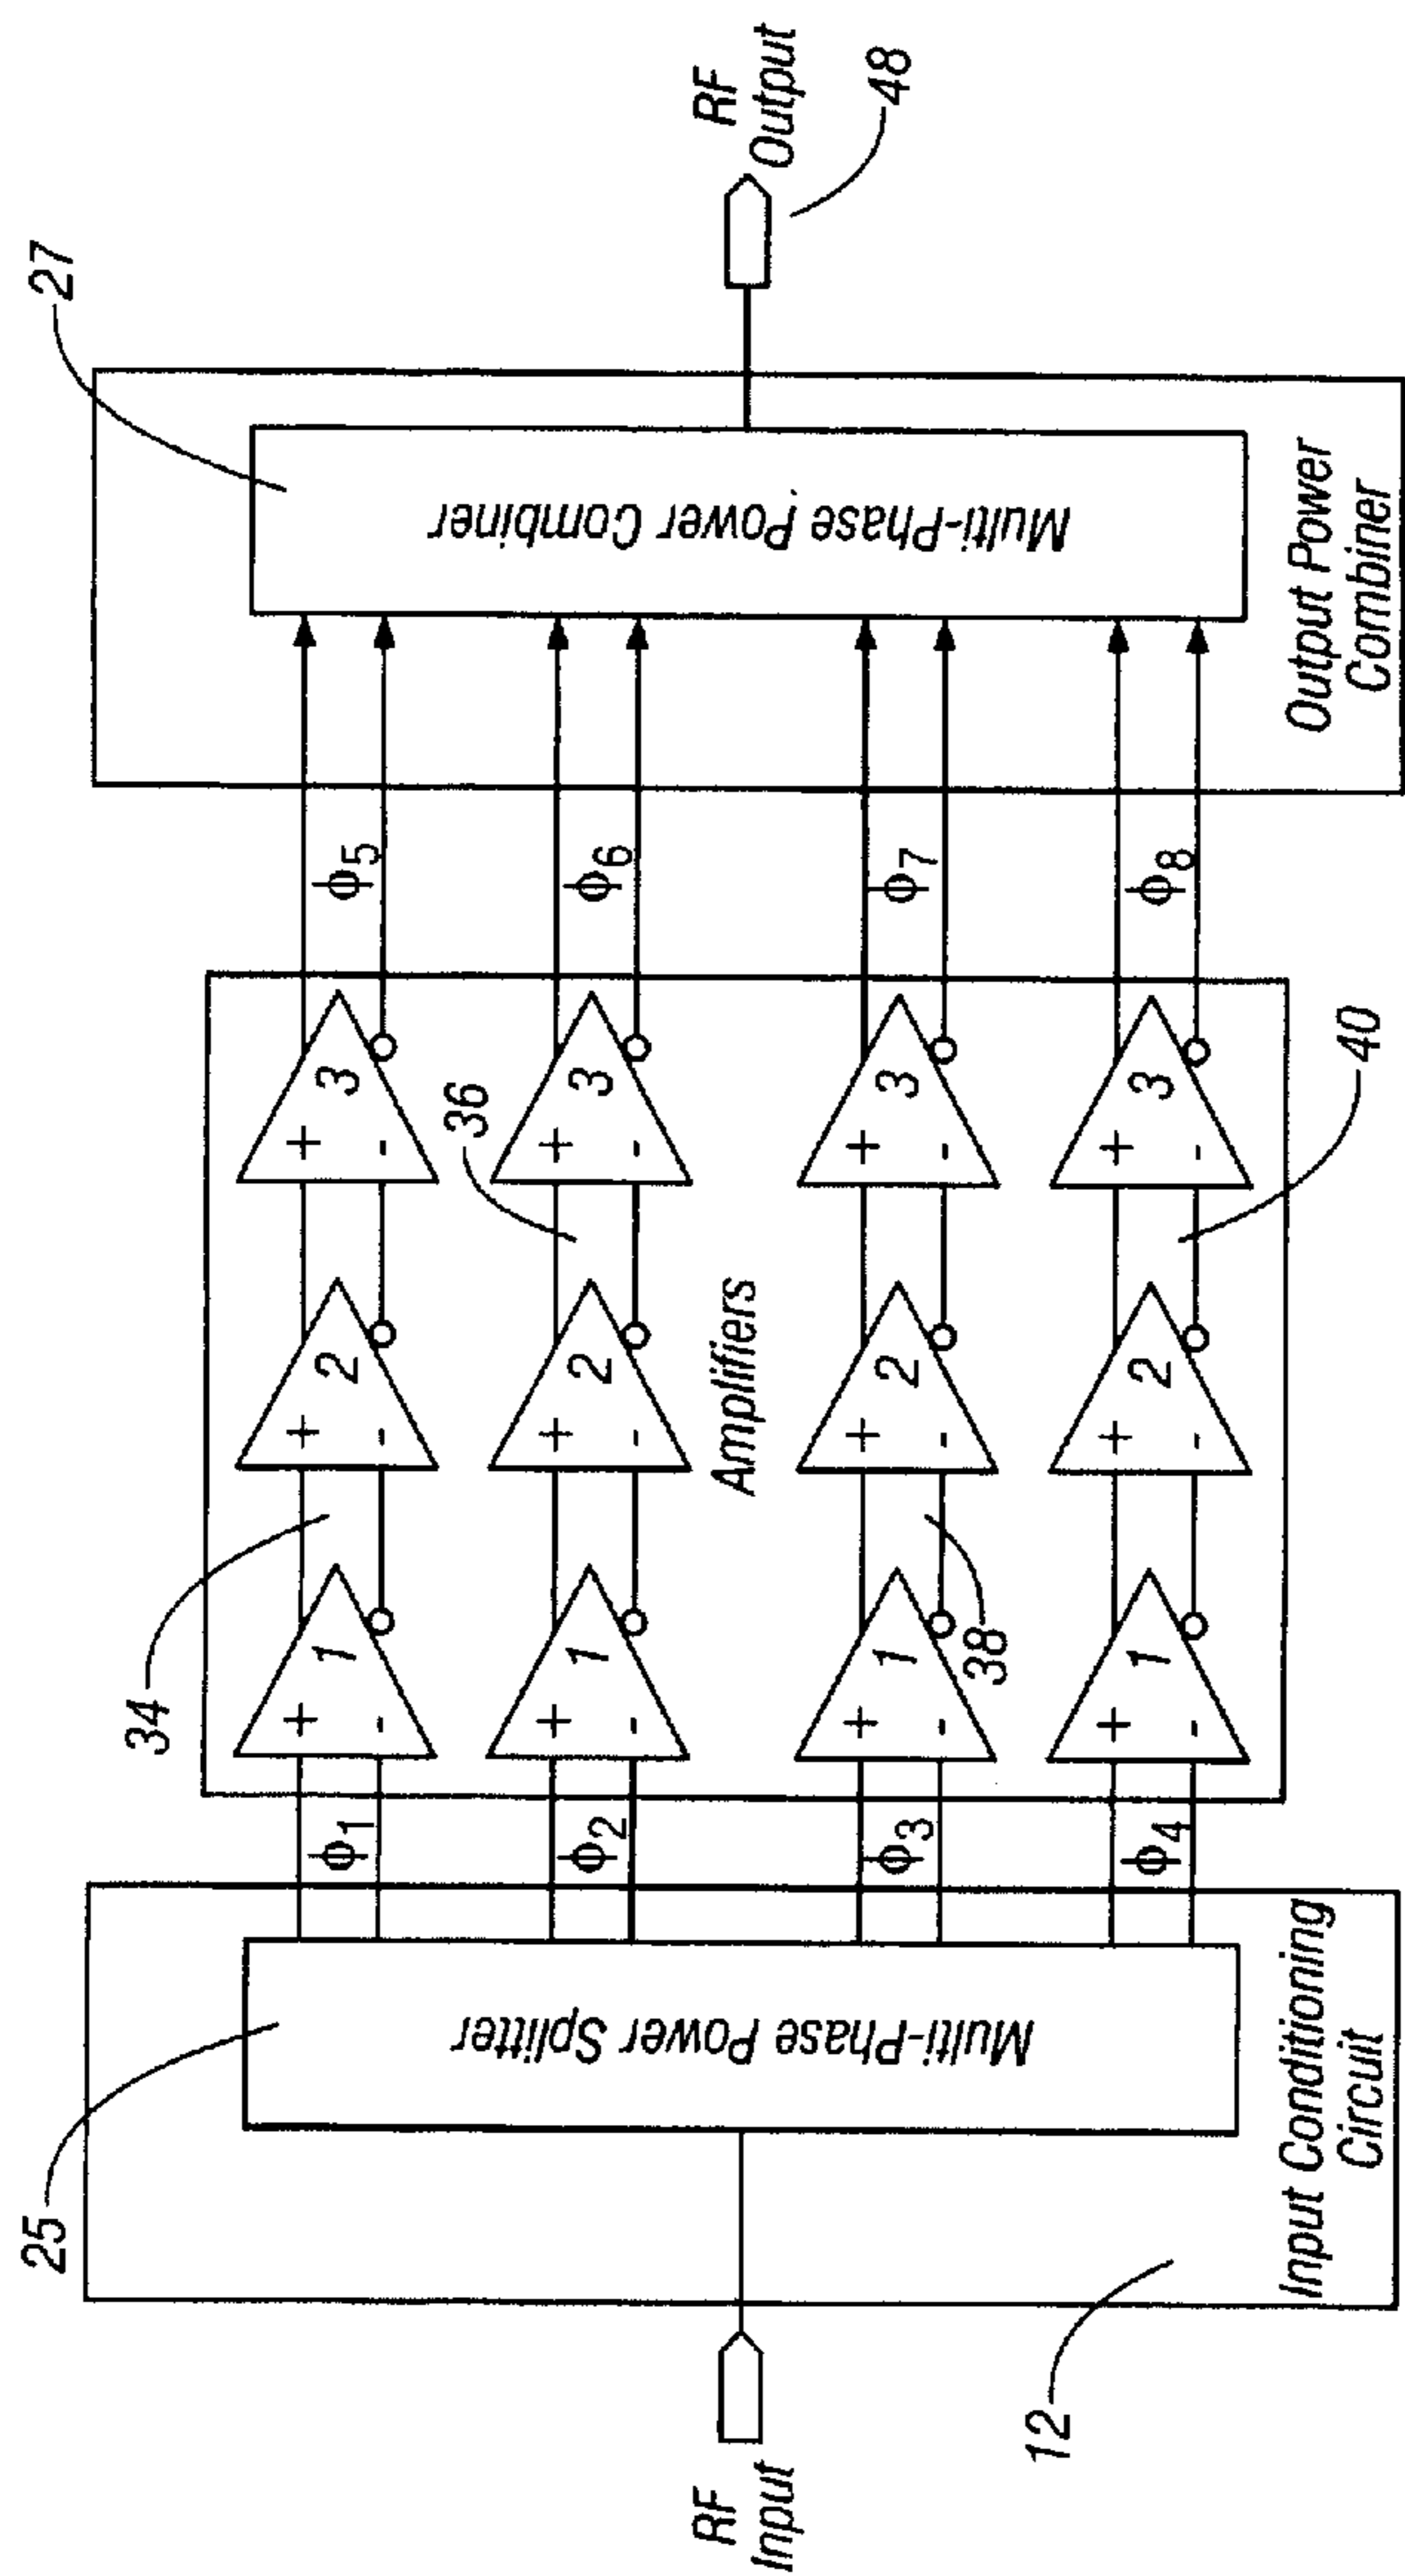 27
48
RF
Output
Multi-Phase Power Combiner
Output Power
Combiner
Φ5
Φ6
Φ7
Φ8
34
36
38
40
+
-
1
+
-
2
+
-
3
+
-
1
+
-
2
+
-
3
Amplifiers
+
-
1
+
-
2
+
-
3
+
-
1
+
-
2
+
-
3
Φ1
Φ2
Φ3
Φ4
25
Multi-Phase Power Splitter
Input Conditioning
Circuit
12
RF
Input